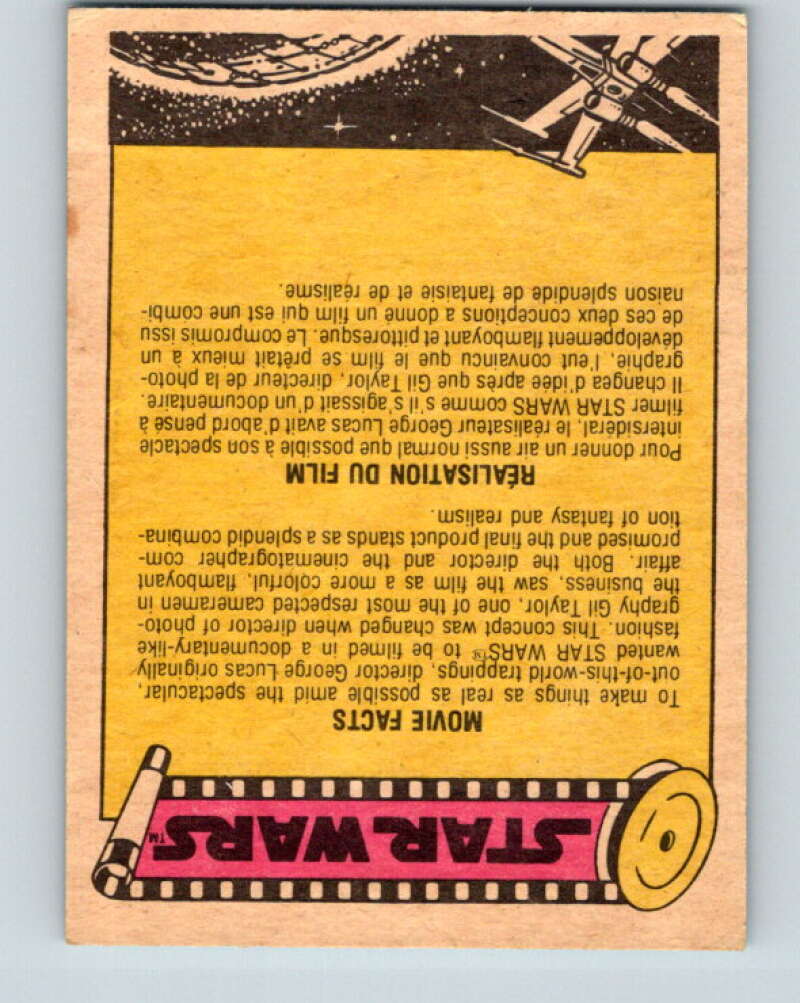 STAR WARS™
MOVIE FACTS
To make things as real as possible amid the spectacular,
out-of-this-world trappings, director George Lucas originally
wanted STAR WARS™ to be filmed in a documentary-like
fashion. This concept was changed when director of photo-
graphy Gil Taylor, one of the most respected cameramen in
the business, saw the film as a more colorful, flamboyant
affair. Both the director and the cinematographer com-
promised and the final product stands as a splendid combina-
tion of fantasy and realism.
RÉALISATION DU FILM
Pour donner un air aussi normal que possible à son spectacle
intersidéral, le réalisateur George Lucas avait d'abord pensé à
filmer STAR WARS comme s'il s'agissait d'un documentaire.
Il changea d'idée après que Gil Taylor, directeur de la photo-
graphie, l'eut convaincu que le film se prêtait mieux à un
développement flamboyant et pittoresque. Le compromis issu
de ces deux conceptions a donné un film qui est une combi-
naison splendide de fantaisie et de réalisme.